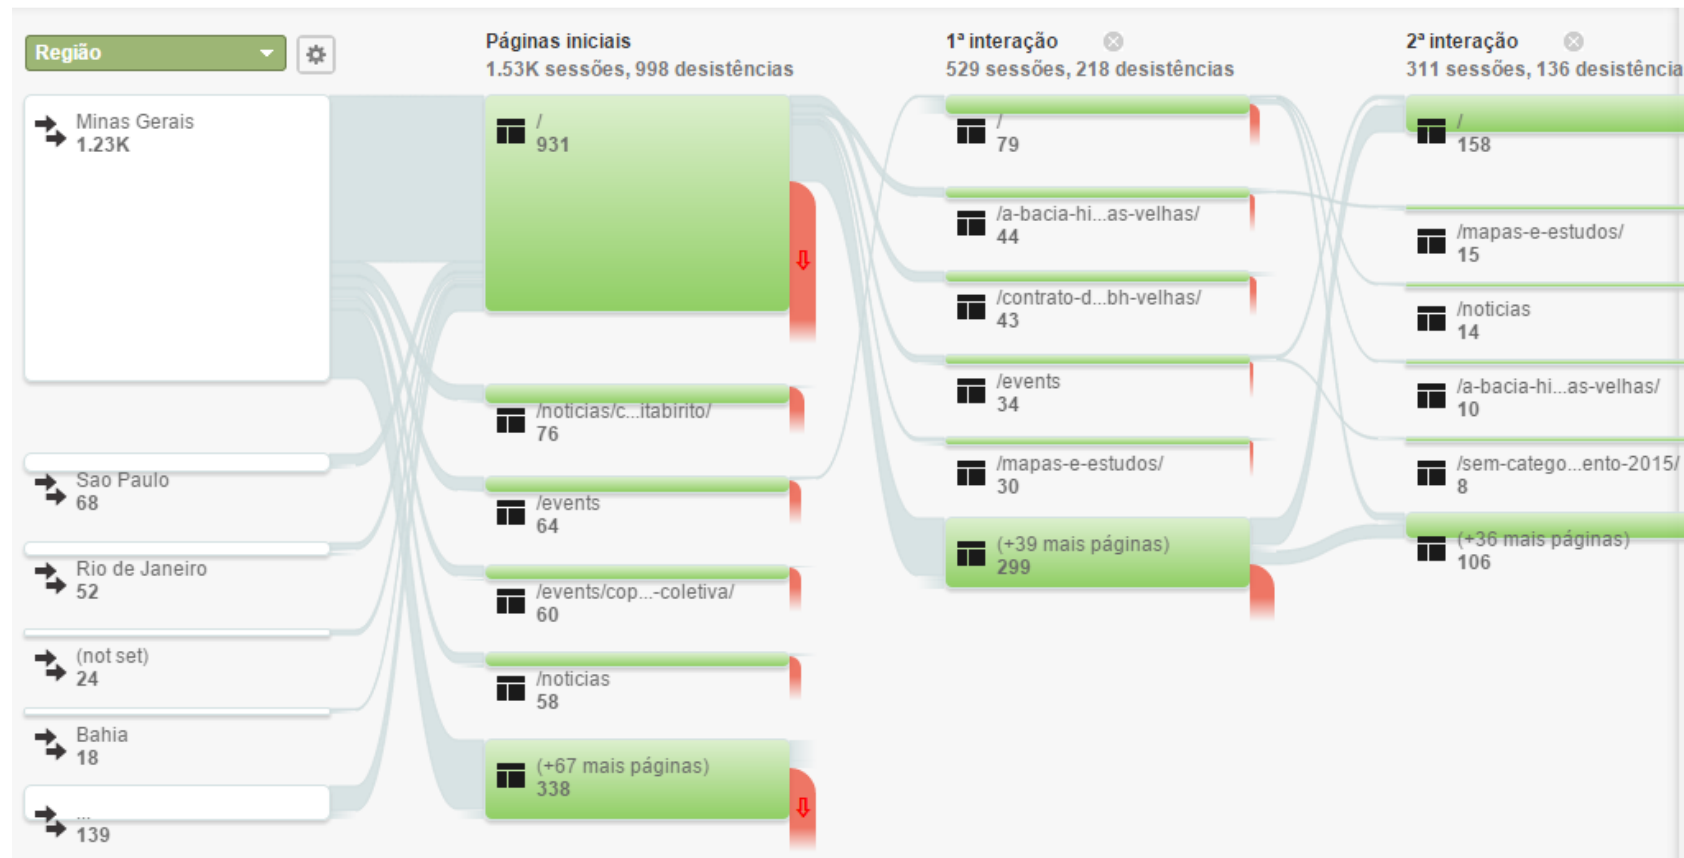 Região
Minas Gerais
1.23K
Sao Paulo
68
Rio de Janeiro
52
(not set)
24
Bahia
18
...
139
Páginas iniciais
1.53K sessões, 998 desistências
/
931
/noticias/c...itabirito/
76
/events
64
/events/cop...-coletiva/
60
/noticias
58
(+67 mais páginas)
338
1ª interação
529 sessões, 218 desistências
/
79
/a-bacia-hi...as-velhas/
44
/contrato-d...bh-velhas/
43
/events
34
/mapas-e-estudos/
30
(+39 mais páginas)
299
2ª interação
311 sessões, 136 desistência
/
158
/mapas-e-estudos/
15
/noticias
14
/a-bacia-hi...as-velhas/
10
/sem-catego...ento-2015/
8
(+36 mais páginas)
106